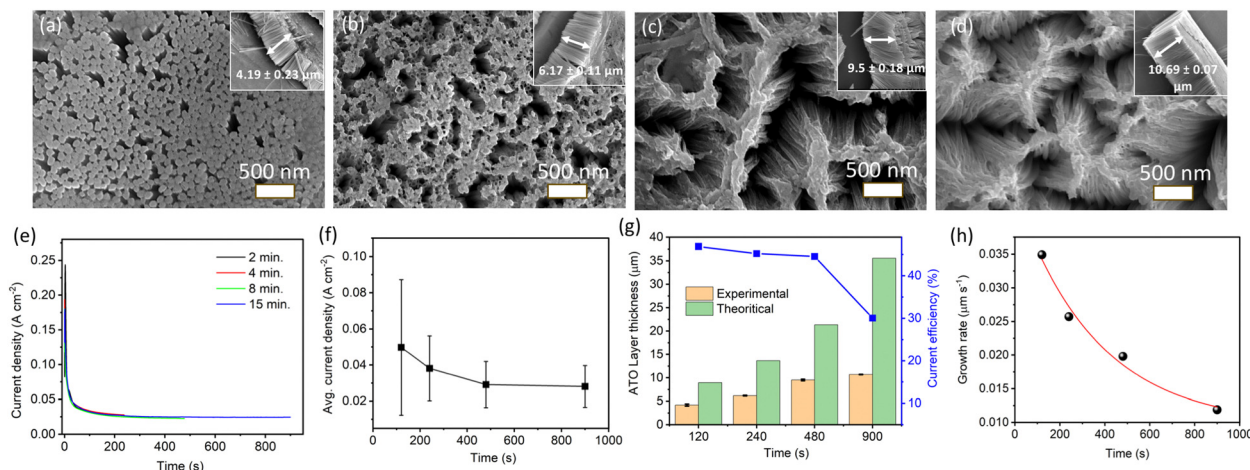 (a)
4.19 ± 0.23 µm
500 nm
(b)
6.17 ± 0.11 µm
500 nm
(c)
9.5 ± 0.18 µm
500 nm
(d)
10.69 ± 0.07
µm
500 nm
(e)
Current density (A cm⁻²)
0.25
0.20
0.15
0.10
0.05
0.00
2 min.
4 min.
8 min.
15 min.
0 200 400 600 800
Time (s)
(f)
Avg. current density (A cm⁻²)
0.10
0.08
0.06
0.04
0.02
0.00
0 200 400 600 800 1000
Time (s)
(g)
ATO Layer thickness (µm)
40
35
30
25
20
15
10
5
0
Experimental
Theoritical
120 240 480 900
Time (s)
40
30
20
10
Current efficiency (%)
(h)
Growth rate (µm s⁻¹)
0.035
0.030
0.025
0.020
0.015
0.010
0 200 400 600 800 1000
Time (s)